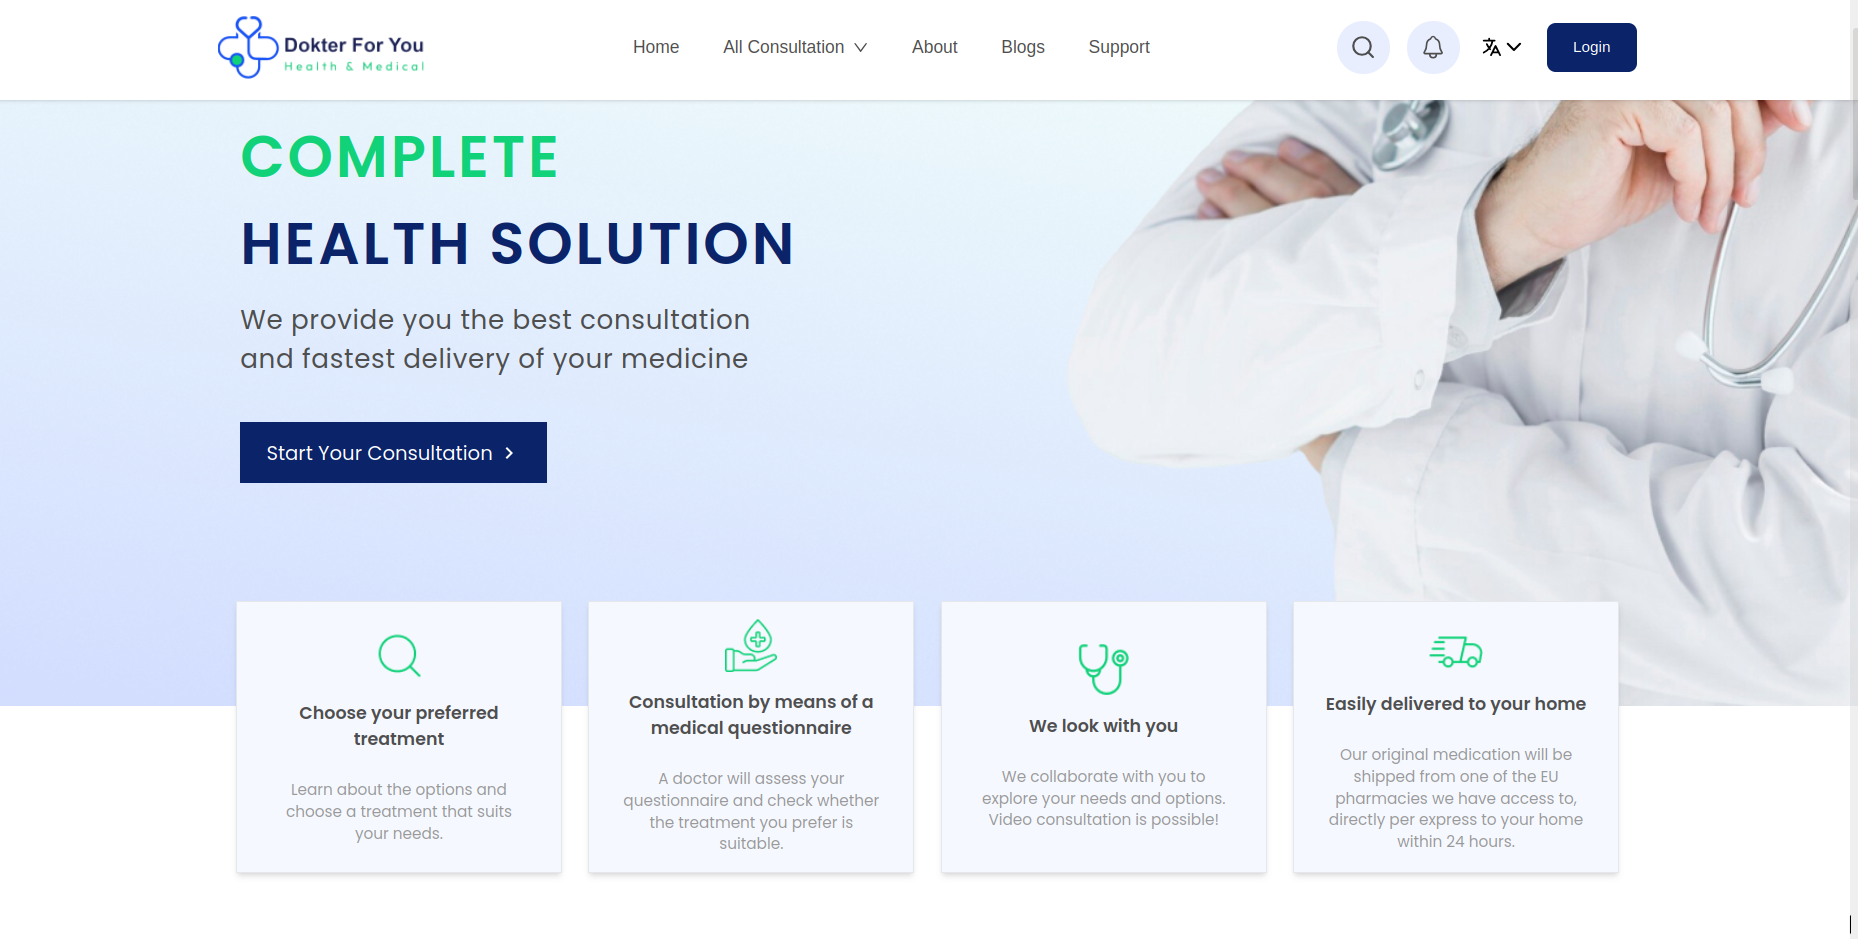 Dokter For You
Health & Medical
Home
All Consultation
About
Blogs
Support
Login
COMPLETE
HEALTH SOLUTION
We provide you the best consultation
and fastest delivery of your medicine
Start Your Consultation
Choose your preferred
treatment
Learn about the options and
choose a treatment that suits
your needs.
Consultation by means of a
medical questionnaire
A doctor will assess your
questionnaire and check whether
the treatment you prefer is
suitable.
We look with you
We collaborate with you to
explore your needs and options.
Video consultation is possible!
Easily delivered to your home
Our original medication will be
shipped from one of the EU
pharmacies we have access to,
directly per express to your home
within 24 hours.